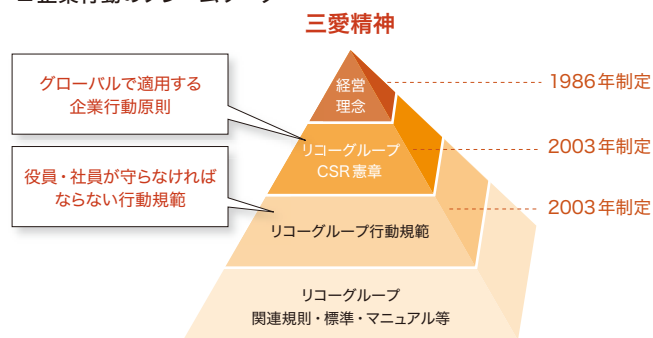 三愛精神
グローバルで適用する
企業行動原則
経営
理念
1986年制定
リコーグループ
CSR憲章
2003年制定
役員・社員が守らなければ
ならない行動規範
2003年制定
リコーグループ行動規範
リコーグループ
関連規則・標準・マニュアル等